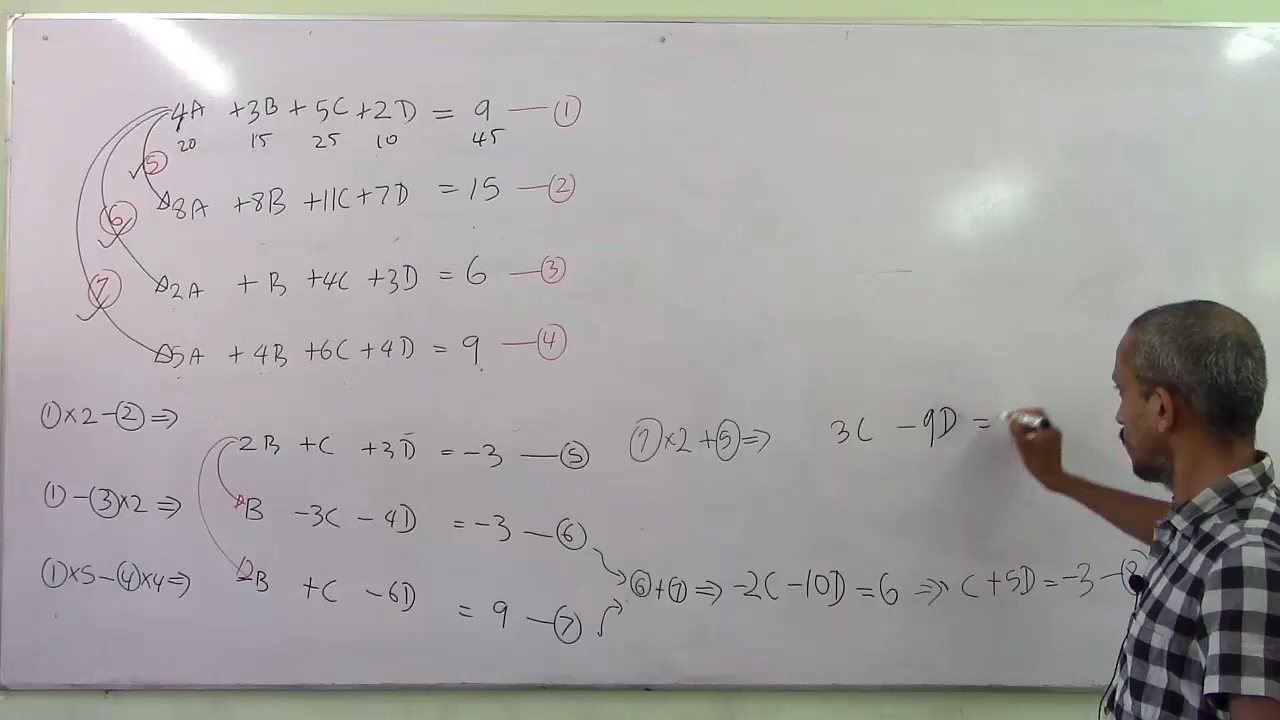 4A + 3B + 5C + 2D = 9 — ①
20 15 25 10 45
⑤
8A + 8B + 11C + 7D = 15 — ②
⑥
2A + B + 4C + 3D = 6 — ③
⑦
5A + 4B + 6C + 4D = 9 — ④
① × 2 - ② ⇒
-2B + C + 3D = -3 — ⑤
⑦ × 2 + ⑤ ⇒ 3C - 9D =
① - ③ × 2 ⇒
B - 3C - 4D = -3 — ⑥
① × 5 - ④ × 4 ⇒
B + C - 6D = 9 — ⑦
⑥ + ⑦ ⇒ -2C - 10D = 6 ⇒ C + 5D = -3 — ⑧